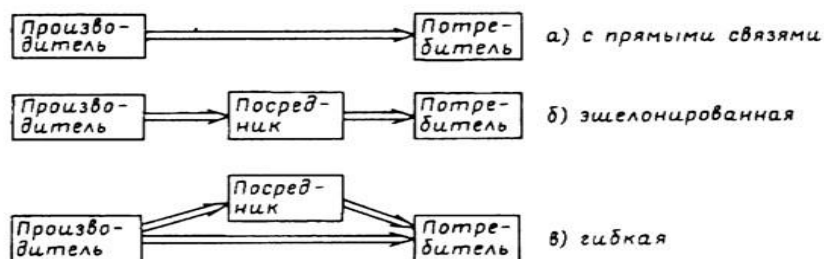 Произво-
дитель
Потре-
битель
а) с прямыми связями
Произво-
дитель
Посред-
ник
Потре-
битель
б) эшелонированная
Посред-
ник
Произво-
дитель
Потре-
битель
в) гибкая